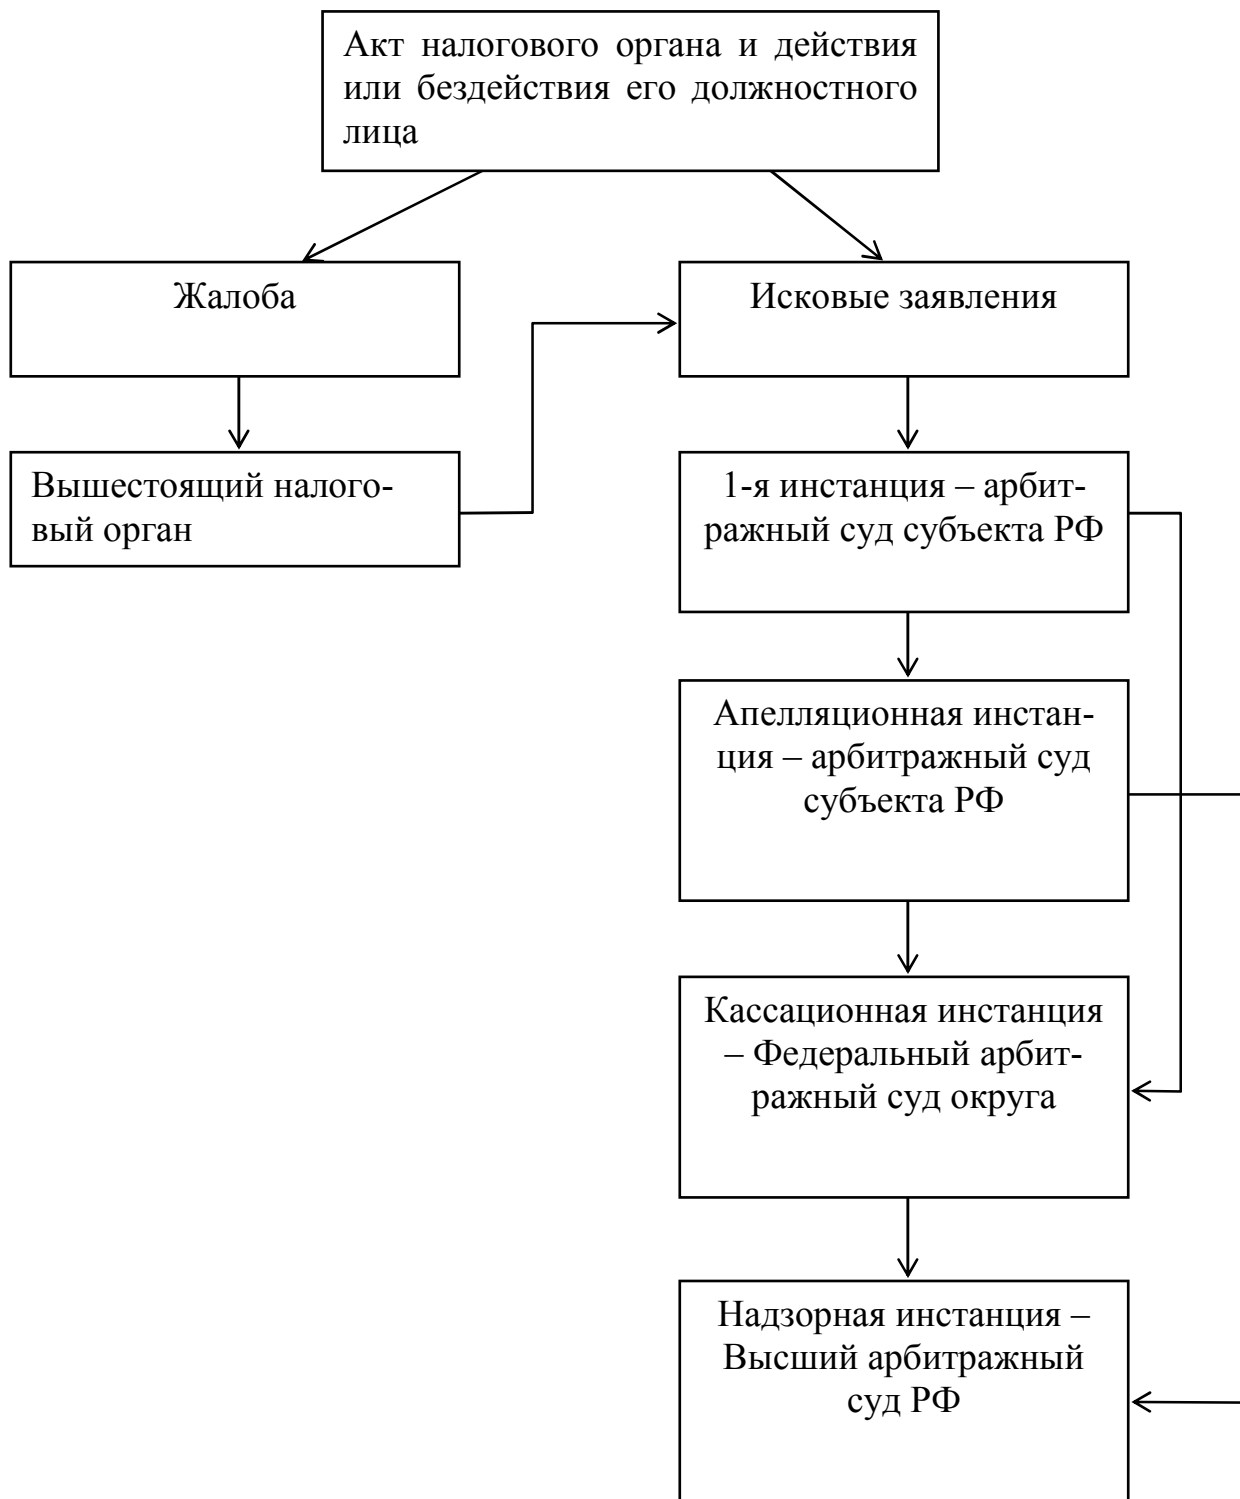 Акт налогового органа и действия
или бездействия его должностного
лица
Жалоба
Исковые заявления
Вышестоящий налого-
вый орган
1-я инстанция – арбит-
ражный суд субъекта РФ
Апелляционная инстан-
ция – арбитражный суд
субъекта РФ
Кассационная инстанция
– Федеральный арбит-
ражный суд округа
Надзорная инстанция –
Высший арбитражный
суд РФ